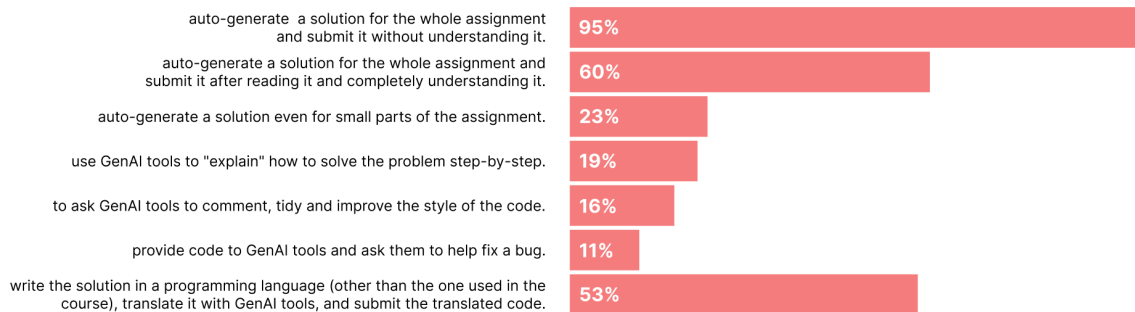 auto-generate a solution for the whole assignment
and submit it without understanding it.
95%
auto-generate a solution for the whole assignment and
submit it after reading it and completely understanding it.
60%
auto-generate a solution even for small parts of the assignment.
23%
use GenAI tools to "explain" how to solve the problem step-by-step.
19%
to ask GenAI tools to comment, tidy and improve the style of the code.
16%
provide code to GenAI tools and ask them to help fix a bug.
11%
write the solution in a programming language (other than the one used in the
course), translate it with GenAI tools, and submit the translated code.
53%